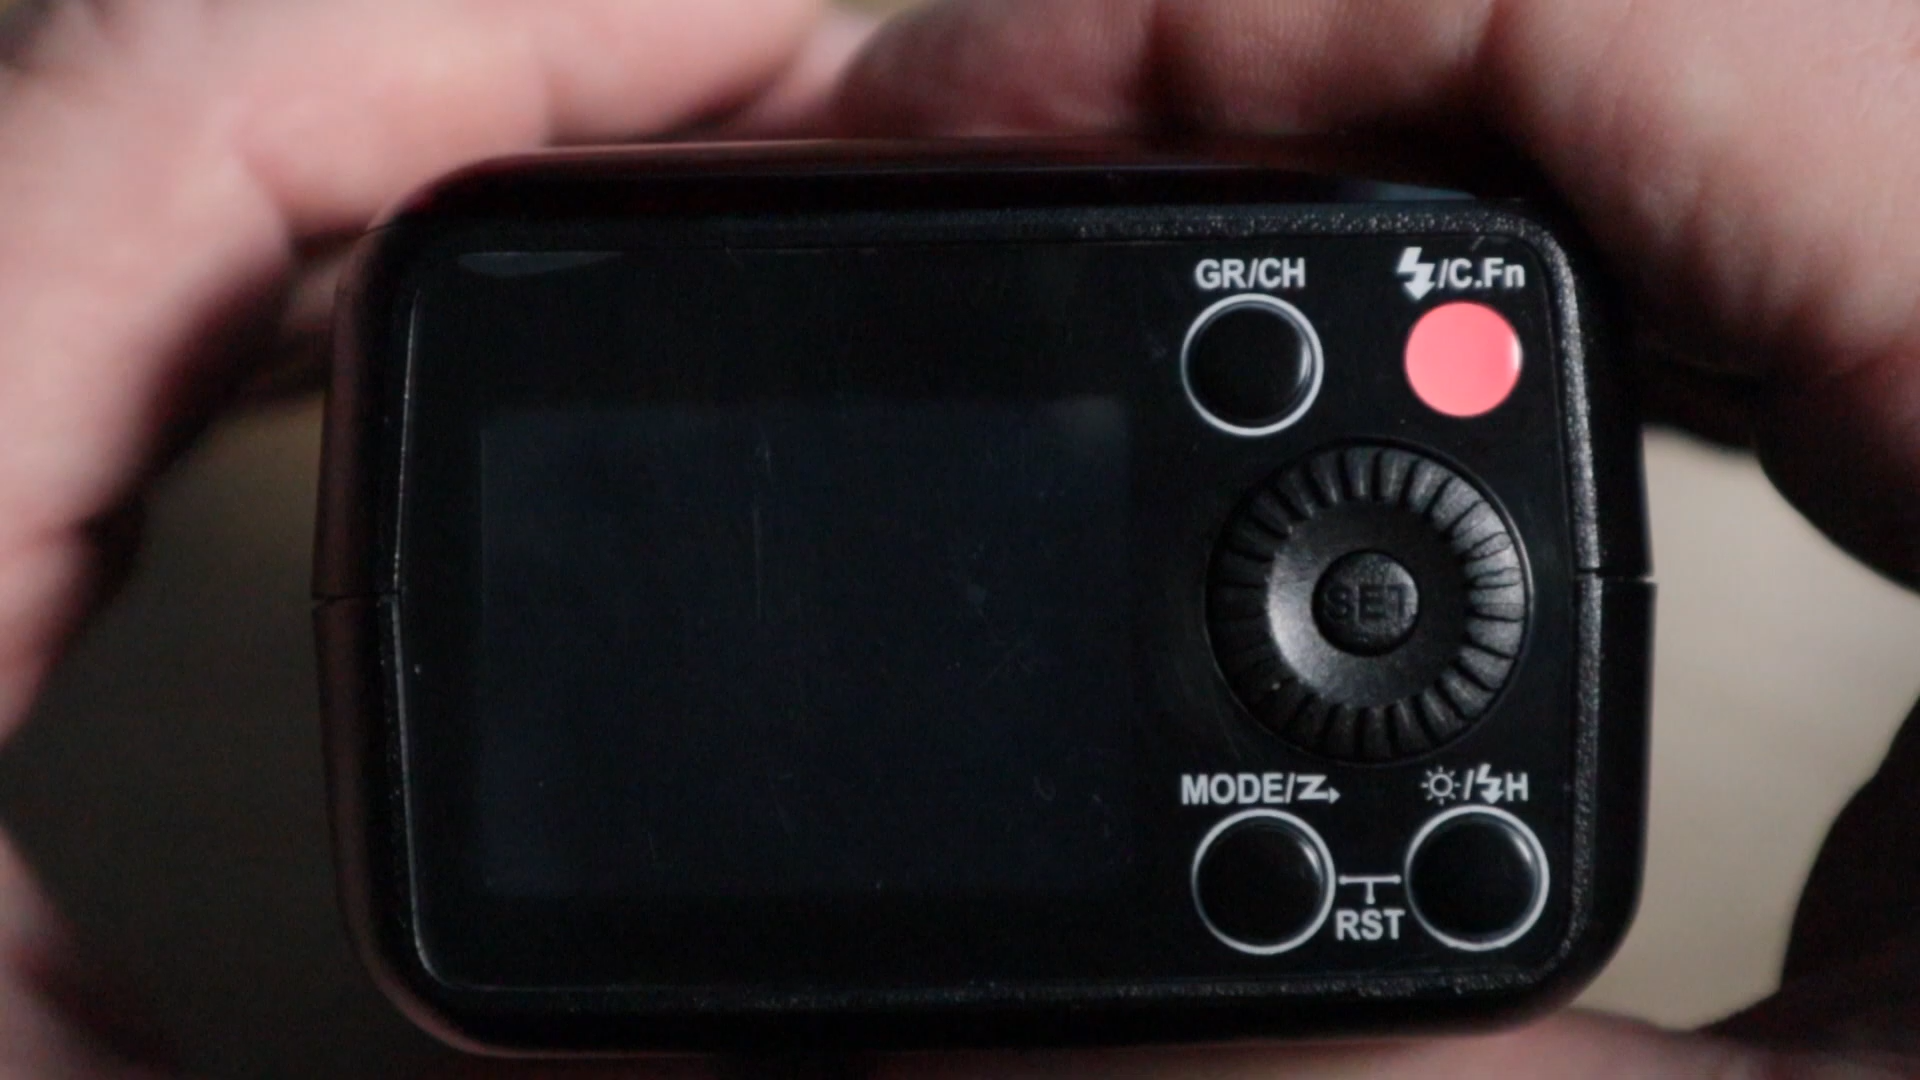 GR/CH
⚡/C.Fn
SET
MODE/Z
☼/⚡H
RST